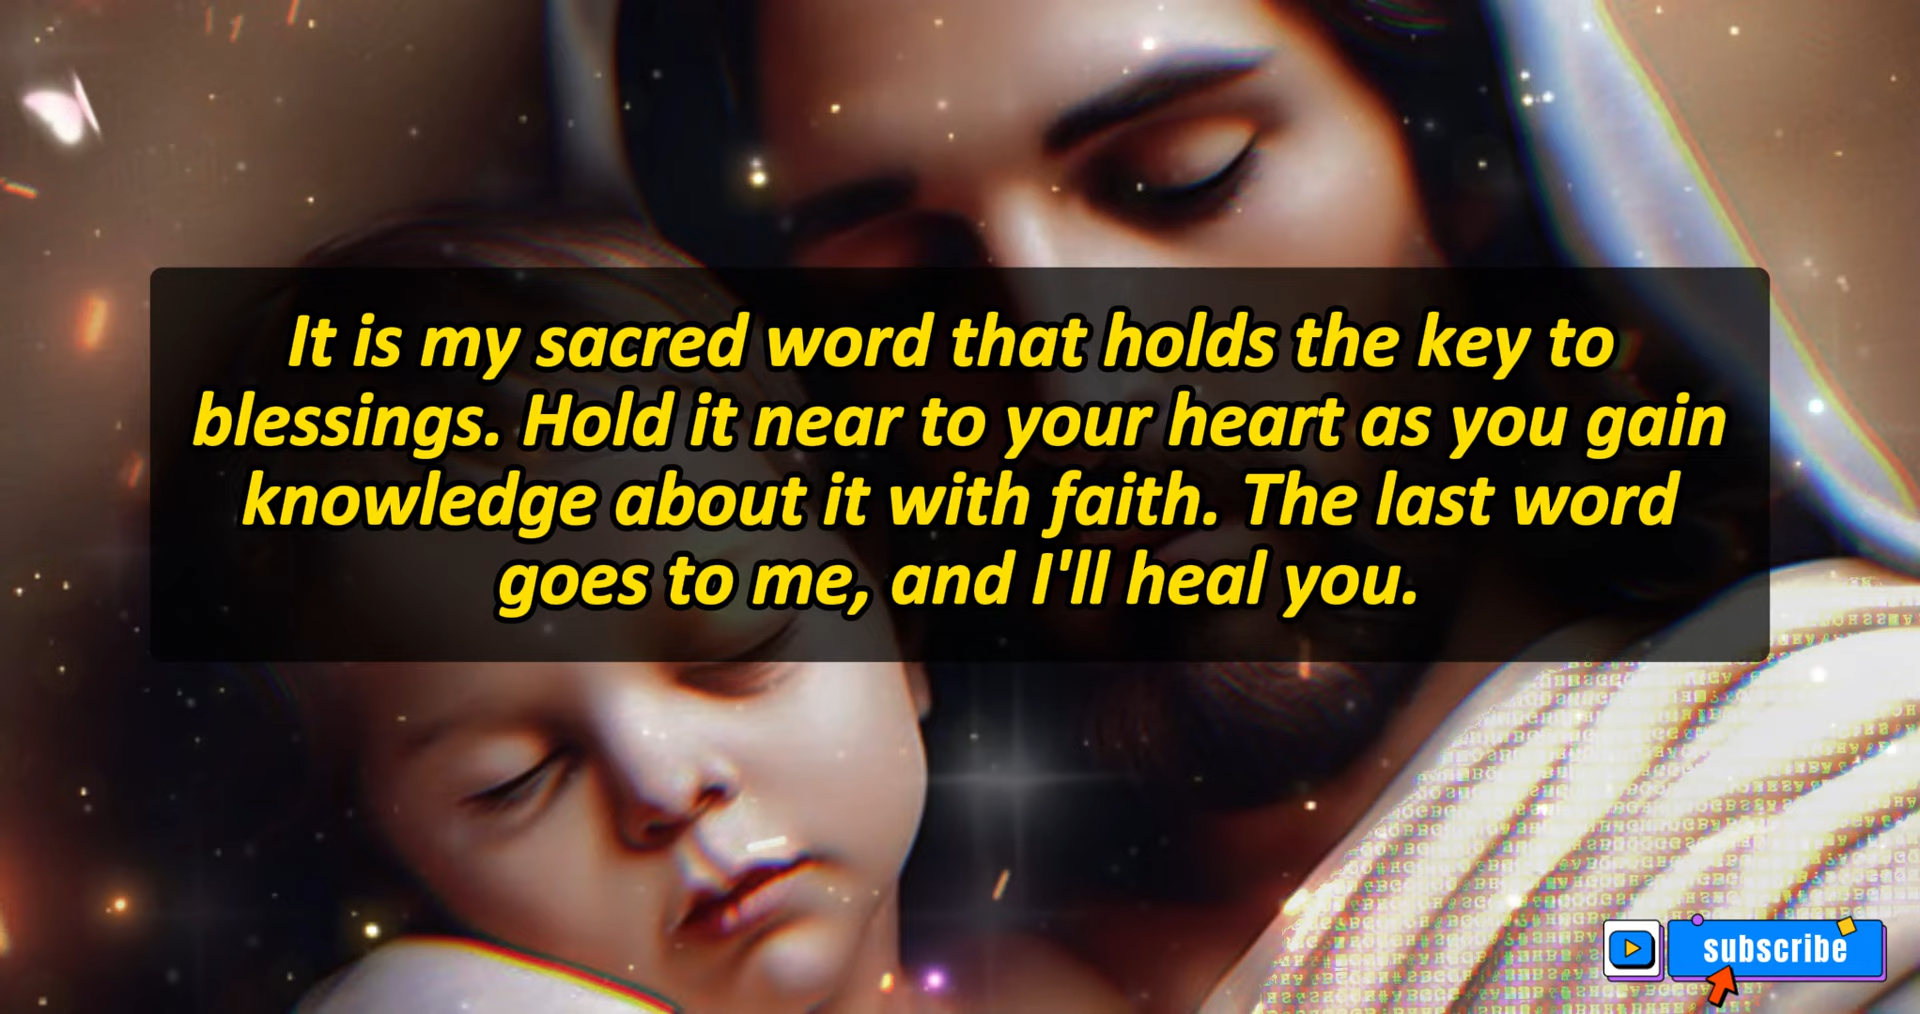 It is my sacred word that holds the key to
blessings. Hold it near to your heart as you gain
knowledge about it with faith. The last word
goes to me, and I'll heal you.
subscribe